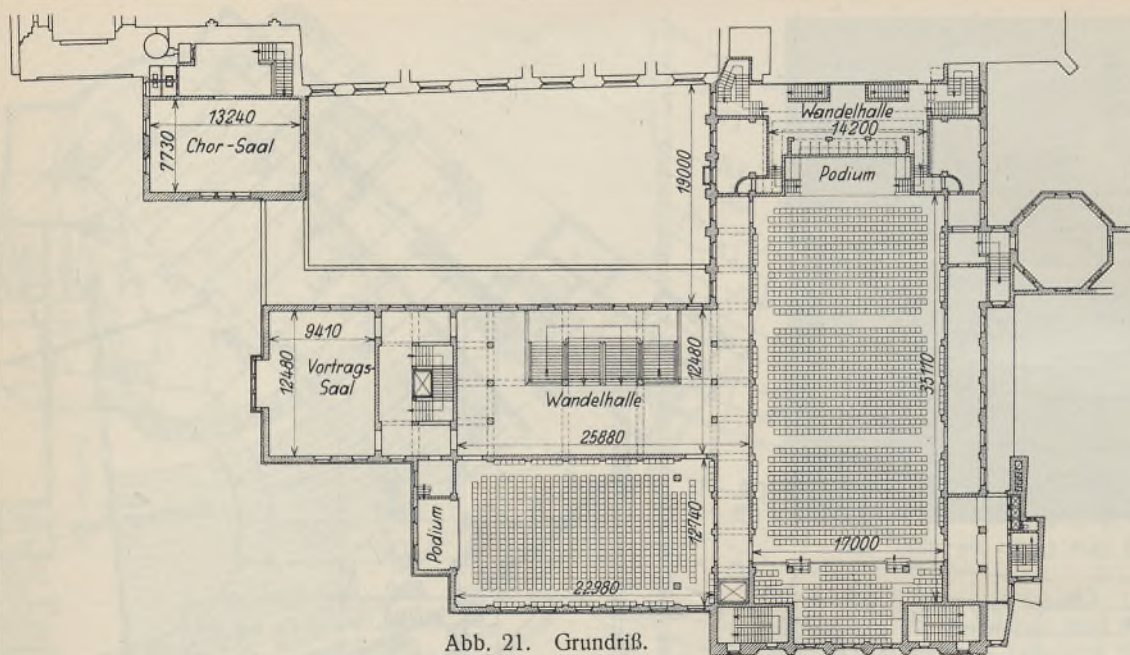 Wandelhalle
14200
Podium
13240
Chor-Saal
7730
19000
9410
Vortrags-
Saal
12480
12480
Wandelhalle
25880
35110
17000
Podium
12740
22980
Abb. 21. Grundriß.